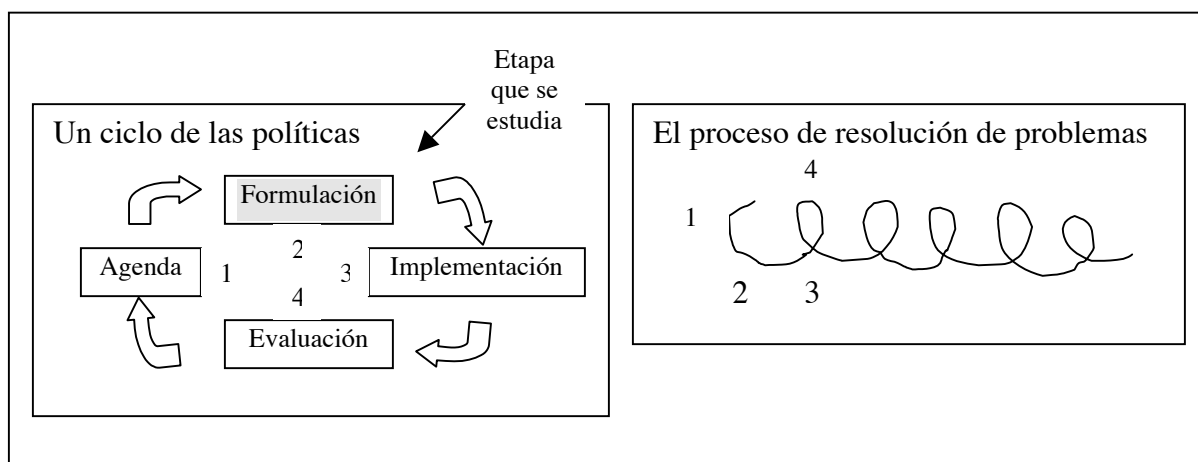 Etapa
que se
estudia
Un ciclo de las políticas
Formulación
2
Agenda
1
3
Implementación
4
Evaluación
El proceso de resolución de problemas
4
1
2
3